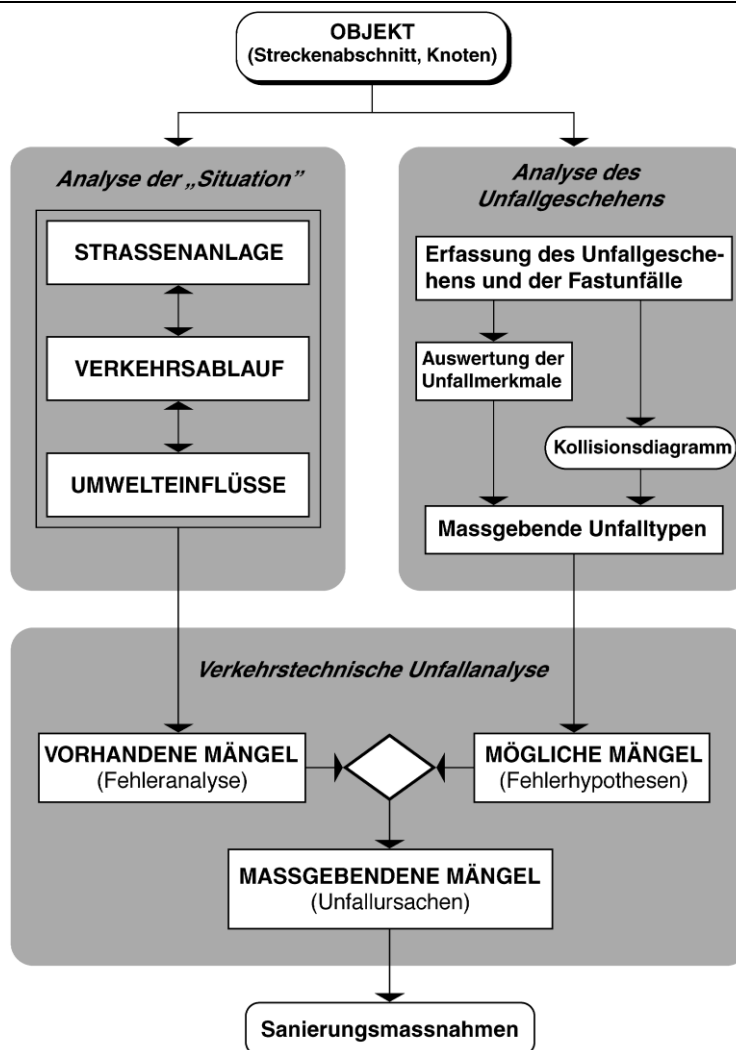 OBJEKT
(Streckenabschnitt, Knoten)
Analyse der „Situation”
STRASSENANLAGE
VERKEHRSABLAUF
UMWELTEINFLÜSSE
Analyse des
Unfallgeschehens
Erfassung des Unfallgesche-
hens und der Fastunfälle
Auswertung der
Unfallmerkmale
Kollisionsdiagramm
Massgebende Unfalltypen
Verkehrstechnische Unfallanalyse
VORHANDENE MÄNGEL
(Fehleranalyse)
MÖGLICHE MÄNGEL
(Fehlerhypothesen)
MASSGEBENDENE MÄNGEL
(Unfallursachen)
Sanierungsmassnahmen